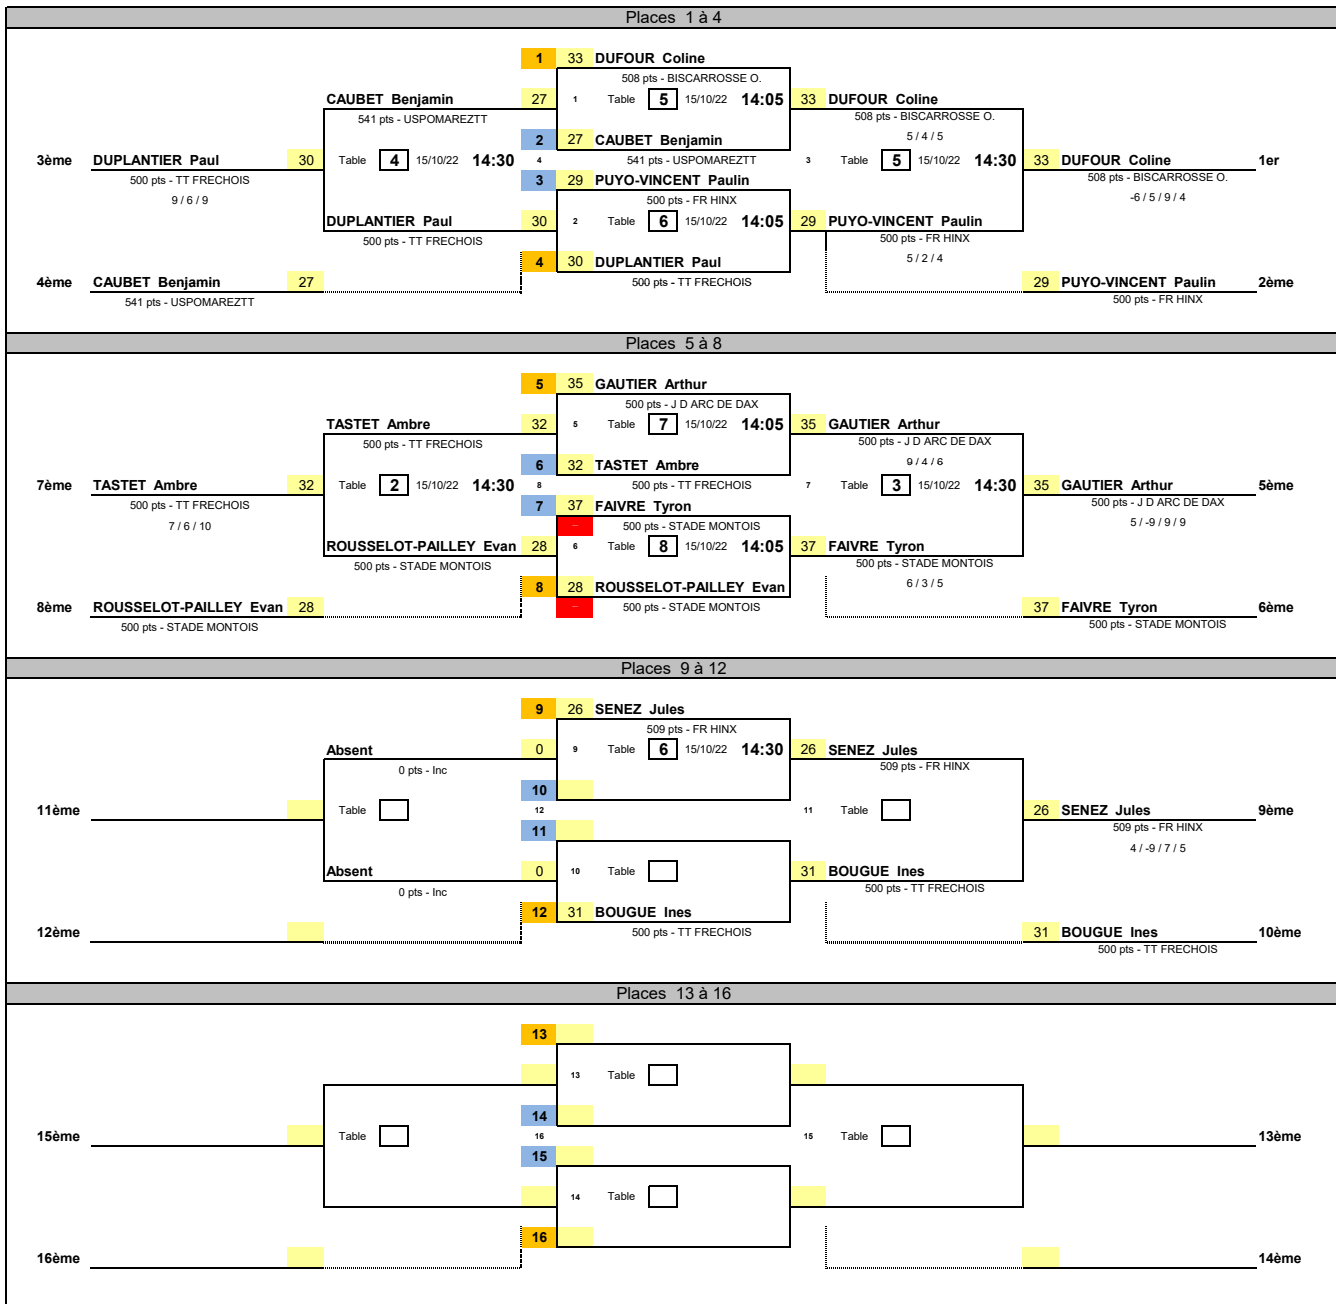 Places 1 à 4
1 33 DUFOUR Coline
508 pts - BISCARROSSE O.
CAUBET Benjamin 27 1 Table 5 15/10/22 14:05 33 DUFOUR Coline
541 pts - USPOMAREZTT 508 pts - BISCARROSSE O.
5 / 4 / 5
2 27 CAUBET Benjamin
3ème DUPLANTIER Paul 30 Table 4 15/10/22 14:30 4 541 pts - USPOMAREZTT 3 Table 5 15/10/22 14:30 33 DUFOUR Coline 1er
500 pts - TT FRECHOIS 3 29 PUYO-VINCENT Paulin 508 pts - BISCARROSSE O.
9 / 6 / 9 500 pts - FR HINX -6 / 5 / 9 / 4
DUPLANTIER Paul 30 2 Table 6 15/10/22 14:05 29 PUYO-VINCENT Paulin
500 pts - TT FRECHOIS 500 pts - FR HINX
4 30 DUPLANTIER Paul 5 / 2 / 4
4ème CAUBET Benjamin 27 500 pts - TT FRECHOIS 29 PUYO-VINCENT Paulin 2ème
541 pts - USPOMAREZTT 500 pts - FR HINX
Places 5 à 8
5 35 GAUTIER Arthur
500 pts - J D ARC DE DAX
TASTET Ambre 32 5 Table 7 15/10/22 14:05 35 GAUTIER Arthur
500 pts - TT FRECHOIS 500 pts - J D ARC DE DAX
6 32 TASTET Ambre 9 / 4 / 6
7ème TASTET Ambre 32 Table 2 15/10/22 14:30 8 500 pts - TT FRECHOIS 7 Table 3 15/10/22 14:30 35 GAUTIER Arthur 5ème
500 pts - TT FRECHOIS 7 37 FAIVRE Tyron 500 pts - J D ARC DE DAX
7 / 6 / 10 500 pts - STADE MONTOIS 5 / -9 / 9 / 9
ROUSSELOT-PAILLEY Evan 28 6 Table 8 15/10/22 14:05 37 FAIVRE Tyron
500 pts - STADE MONTOIS 500 pts - STADE MONTOIS
8 28 ROUSSELOT-PAILLEY Evan 6 / 3 / 5
8ème ROUSSELOT-PAILLEY Evan 28 500 pts - STADE MONTOIS 37 FAIVRE Tyron 6ème
500 pts - STADE MONTOIS 500 pts - STADE MONTOIS
Places 9 à 12
9 26 SENEZ Jules
509 pts - FR HINX
Absent 0 9 Table 6 15/10/22 14:30 26 SENEZ Jules
0 pts - Inc 509 pts - FR HINX
10
11ème Table 12 11 Table 26 SENEZ Jules 9ème
11 509 pts - FR HINX
4 / -9 / 7 / 5
Absent 0 10 Table 31 BOUGUE Ines
0 pts - Inc 500 pts - TT FRECHOIS
12 31 BOUGUE Ines
12ème 500 pts - TT FRECHOIS 31 BOUGUE Ines 10ème
500 pts - TT FRECHOIS
Places 13 à 16
13
13 Table
14
15ème Table 16 15 Table 13ème
15
14 Table
16
16ème 14ème